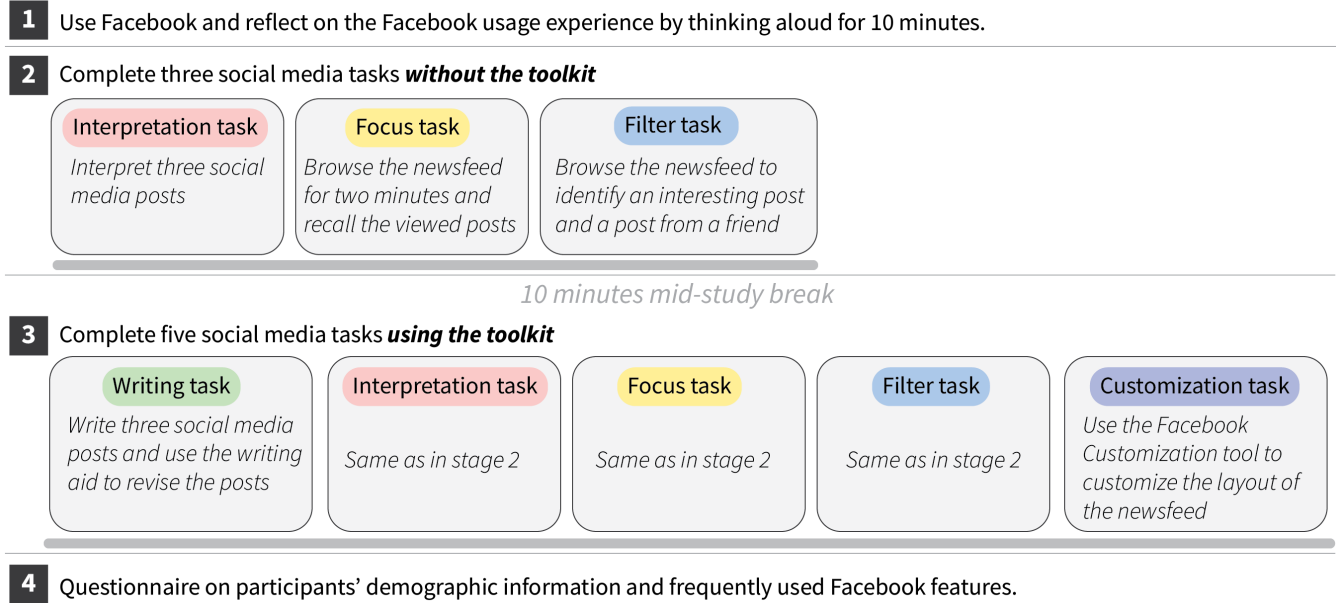 1 Use Facebook and reflect on the Facebook usage experience by thinking aloud for 10 minutes.
2 Complete three social media tasks without the toolkit
Interpretation task
Interpret three social
media posts
Focus task
Browse the newsfeed
for two minutes and
recall the viewed posts
Filter task
Browse the newsfeed to
identify an interesting post
and a post from a friend
10 minutes mid-study break
3 Complete five social media tasks using the toolkit
Writing task
Write three social media
posts and use the writing
aid to revise the posts
Interpretation task
Same as in stage 2
Focus task
Same as in stage 2
Filter task
Same as in stage 2
Customization task
Use the Facebook
Customization tool to
customize the layout of
the newsfeed
4 Questionnaire on participants’ demographic information and frequently used Facebook features.